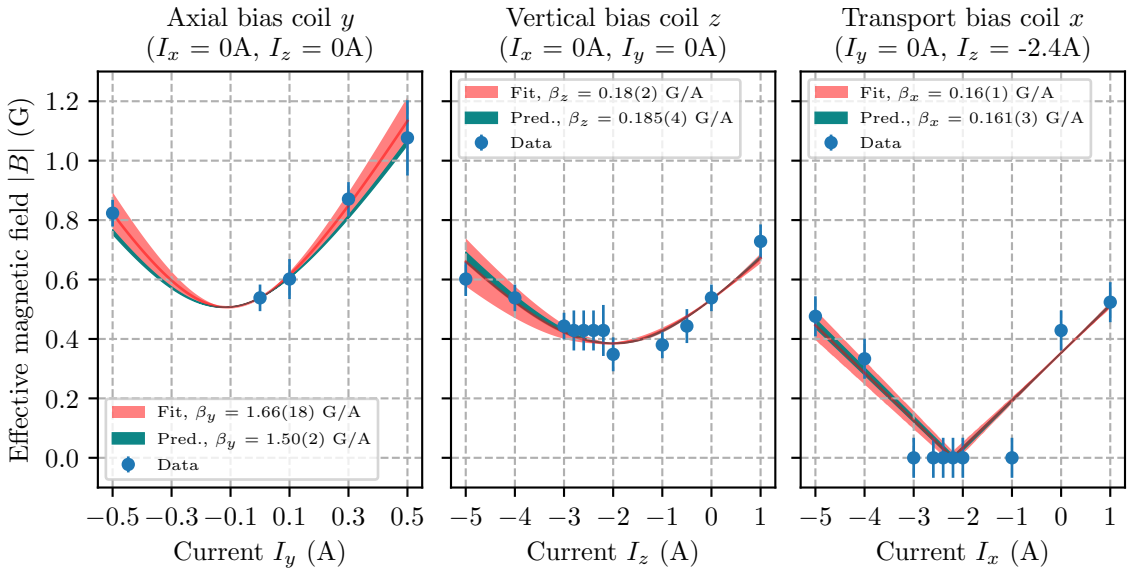 Axial bias coil y
(I_x = 0A, I_z = 0A)
Vertical bias coil z
(I_x = 0A, I_y = 0A)
Transport bias coil x
(I_y = 0A, I_z = -2.4A)
Effective magnetic field |B| (G)
1.2
1.0
0.8
0.6
0.4
0.2
0.0
Fit, β_y = 1.66(18) G/A
Pred., β_y = 1.50(2) G/A
Data
−0.5 −0.3 −0.1 0.1 0.3 0.5
Current I_y (A)
Fit, β_z = 0.18(2) G/A
Pred., β_z = 0.185(4) G/A
Data
−5 −4 −3 −2 −1 0 1
Current I_z (A)
Fit, β_x = 0.16(1) G/A
Pred., β_x = 0.161(3) G/A
Data
−5 −4 −3 −2 −1 0 1
Current I_x (A)